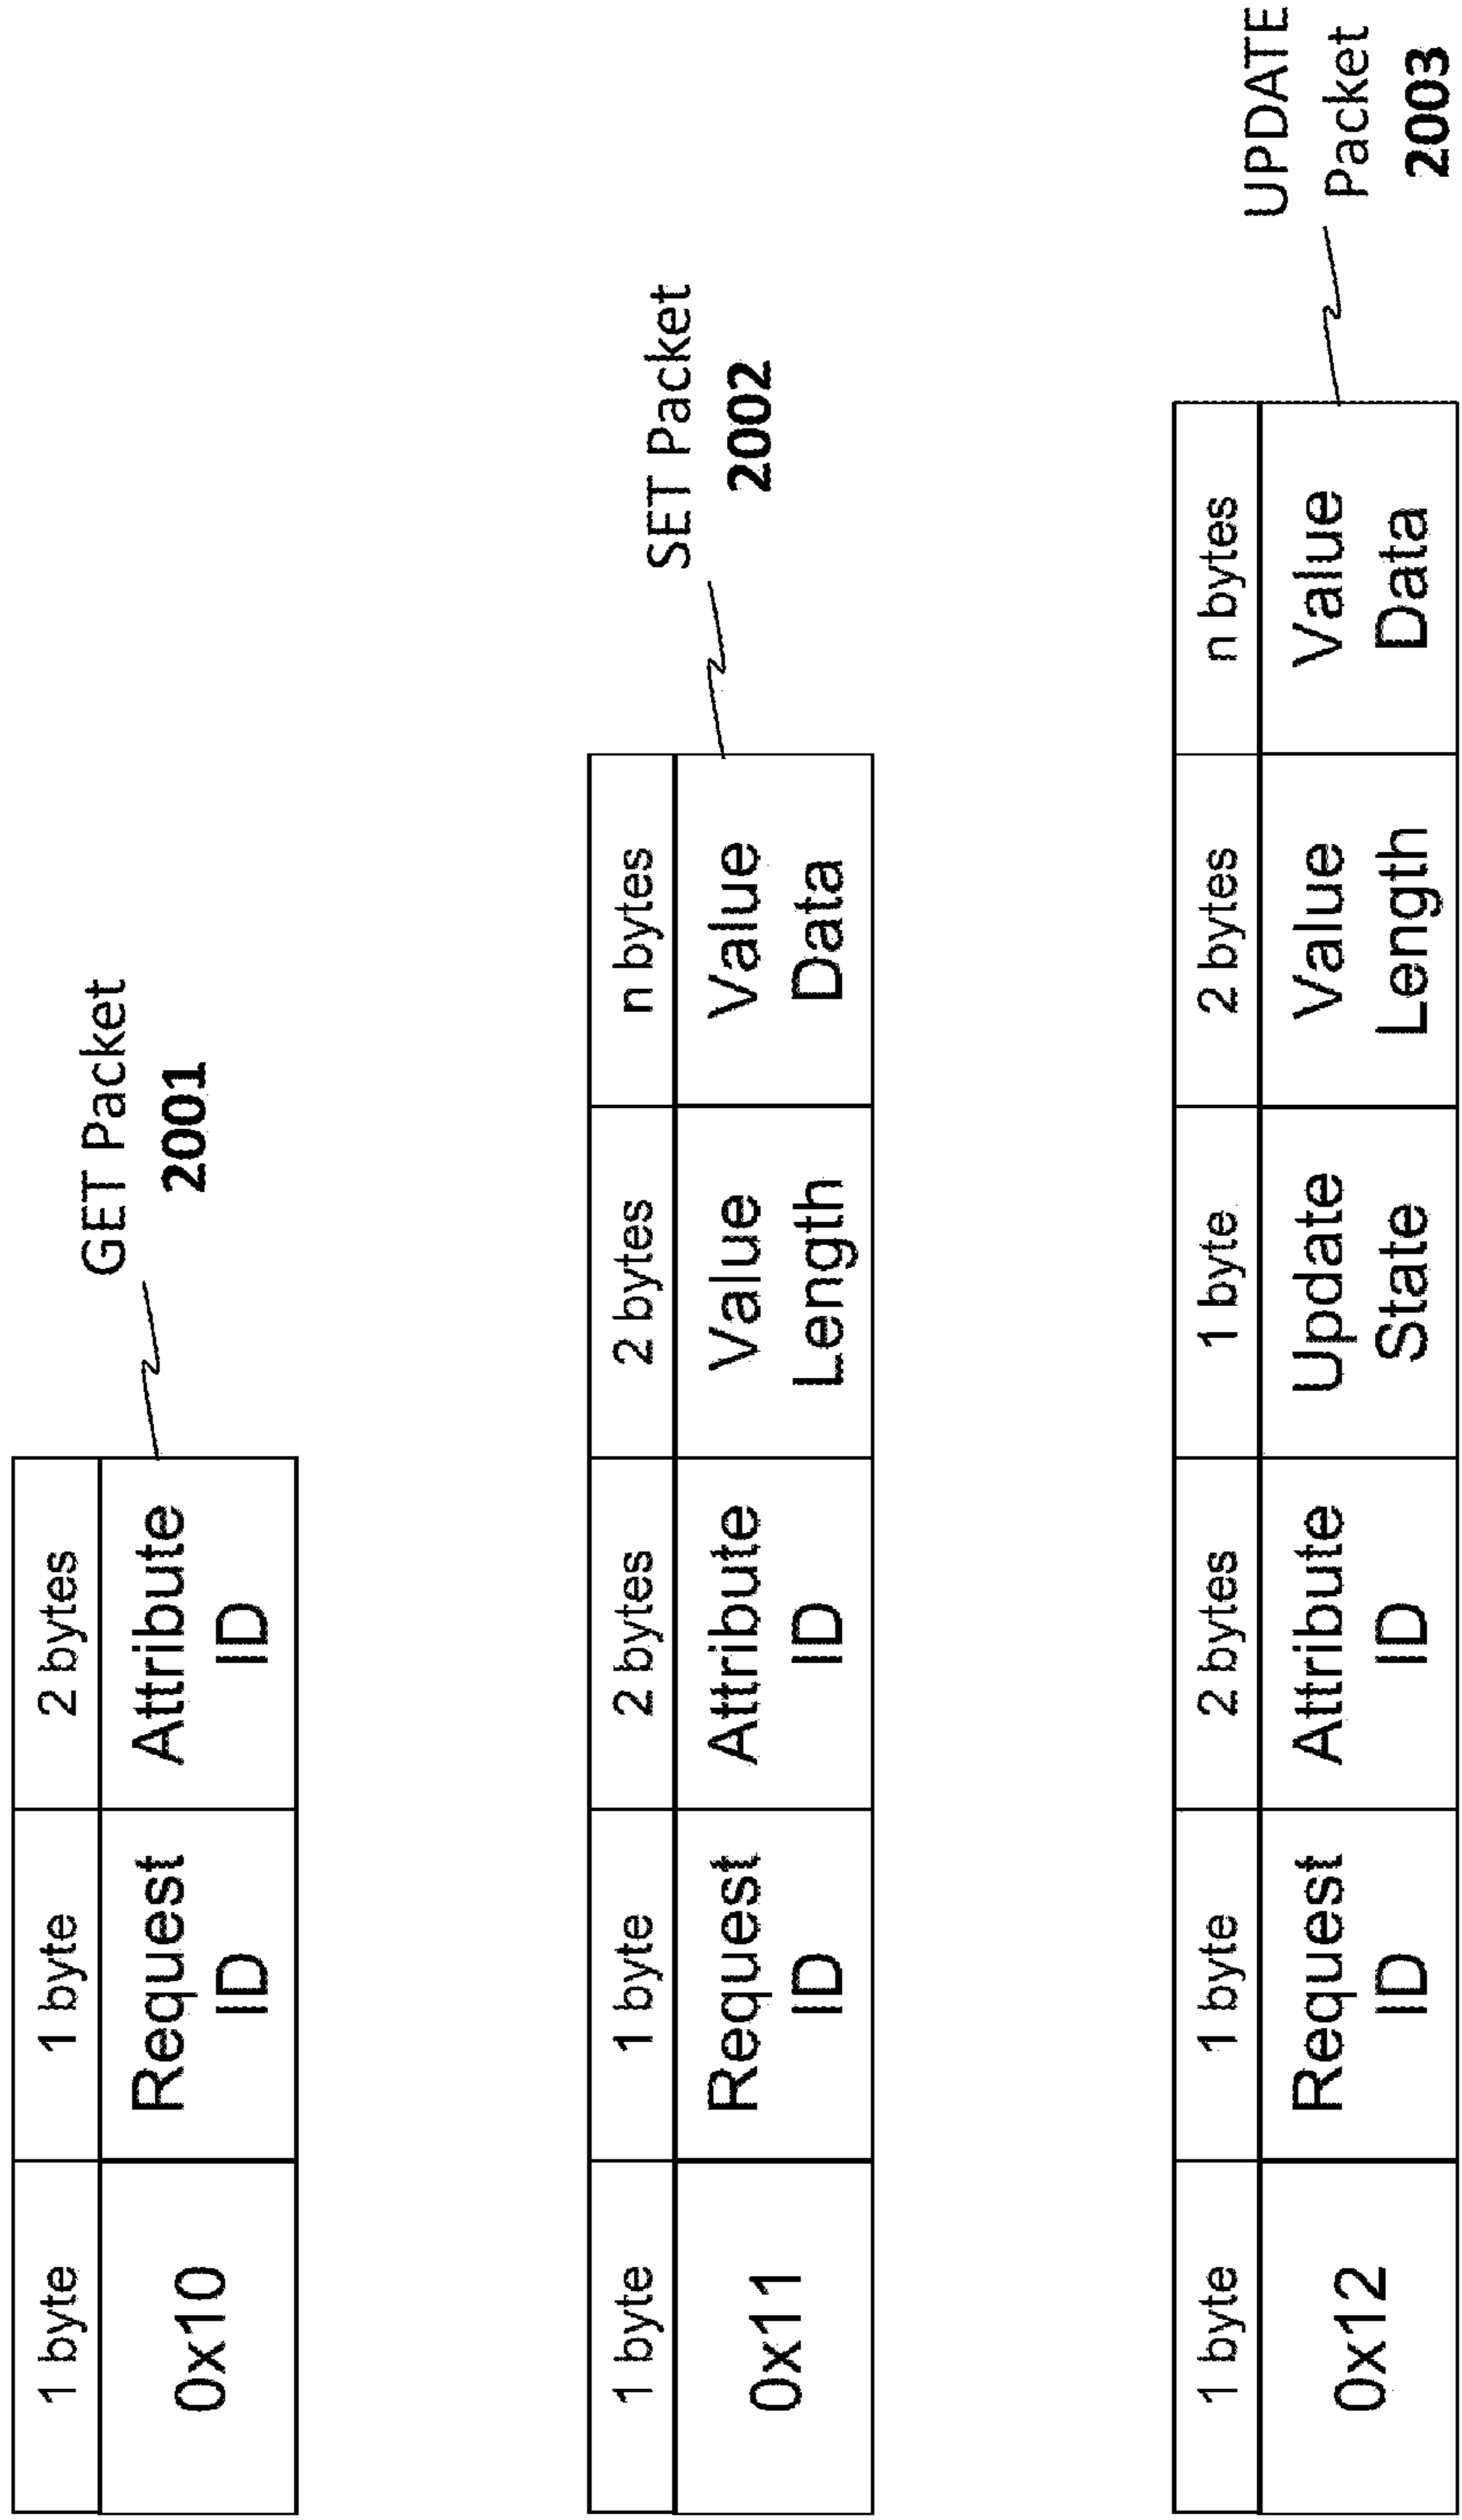 1 byte 1 byte 2 bytes
0x10 Request ID Attribute ID
GET Packet
2001
1 byte 1 byte 2 bytes 2 bytes n bytes
0x11 Request ID Attribute ID Value Length Value Data
SET Packet
2002
1 byte 1 byte 2 bytes 1 byte 2 bytes n bytes
0x12 Request ID Attribute ID Update State Value Length Value Data
UPDATE
Packet
2003